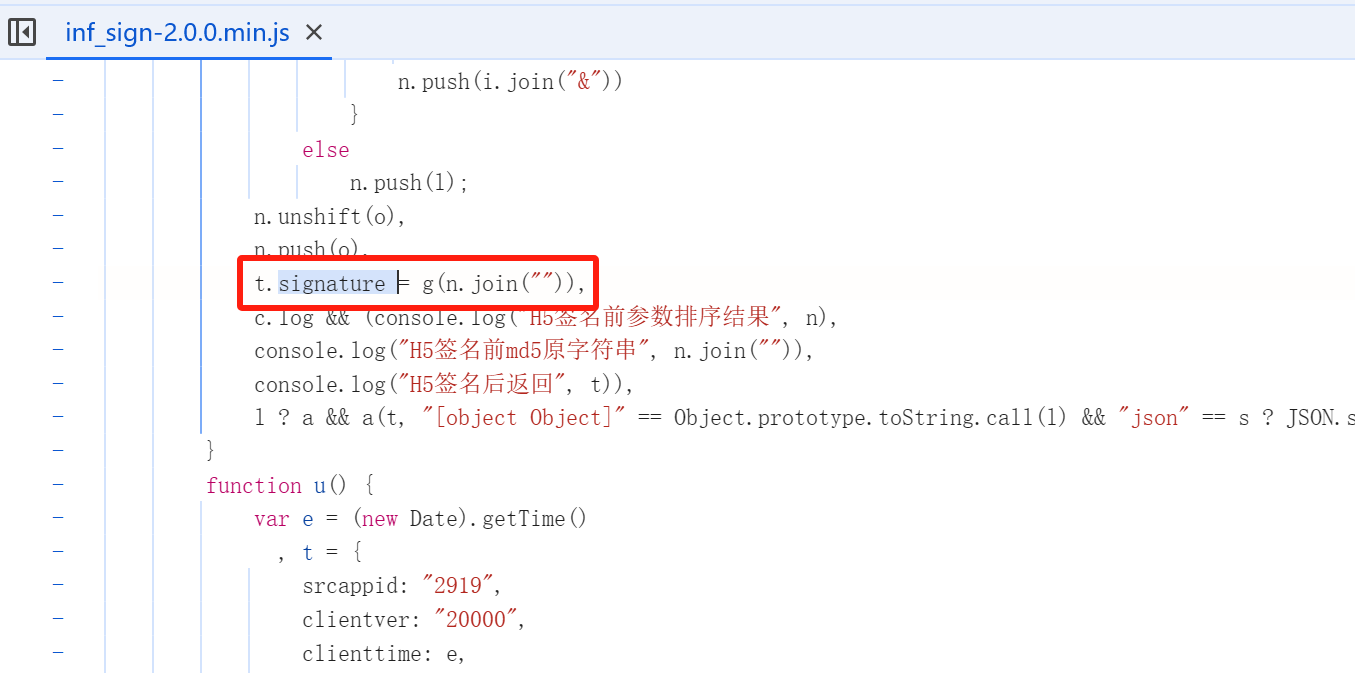 inf_sign-2.0.0.min.js
n.push(i.join("&"))
}
else
n.push(l);
n.unshift(o),
n.push(o),
t.signature = g(n.join("")),
c.log && (console.log("H5签名前参数排序结果", n),
console.log("H5签名前md5原字符串", n.join("")),
console.log("H5签名后返回", t)),
l ? a && a(t, "[object Object]" == Object.prototype.toString.call(l) && "json" == s ? JSON.s
}
function u() {
var e = (new Date).getTime()
, t = {
srcappid: "2919",
clientver: "20000",
clienttime: e,